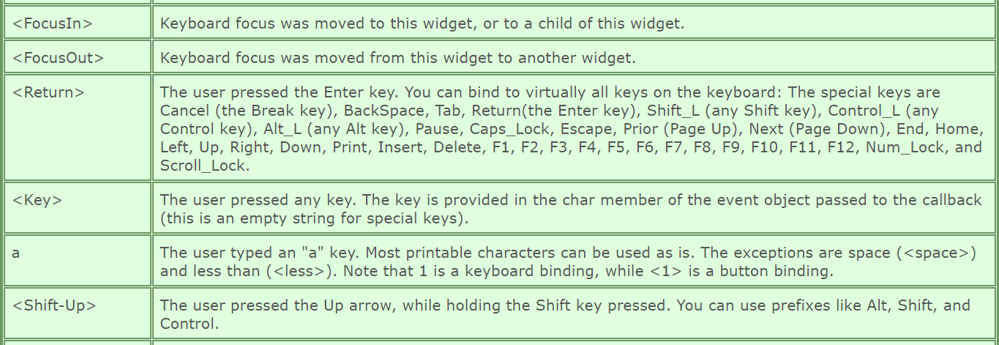 <FocusIn> Keyboard focus was moved to this widget, or to a child of this widget.
<FocusOut> Keyboard focus was moved from this widget to another widget.
<Return> The user pressed the Enter key. You can bind to virtually all keys on the keyboard: The special keys are
Cancel (the Break key), BackSpace, Tab, Return(the Enter key), Shift_L (any Shift key), Control_L (any
Control key), Alt_L (any Alt key), Pause, Caps_Lock, Escape, Prior (Page Up), Next (Page Down), End, Home,
Left, Up, Right, Down, Print, Insert, Delete, F1, F2, F3, F4, F5, F6, F7, F8, F9, F10, F11, F12, Num_Lock, and
Scroll_Lock.
<Key> The user pressed any key. The key is provided in the char member of the event object passed to the callback
(this is an empty string for special keys).
a The user typed an "a" key. Most printable characters can be used as is. The exceptions are space (<space>)
and less than (<less>). Note that 1 is a keyboard binding, while <1> is a button binding.
<Shift-Up> The user pressed the Up arrow, while holding the Shift key pressed. You can use prefixes like Alt, Shift, and
Control.